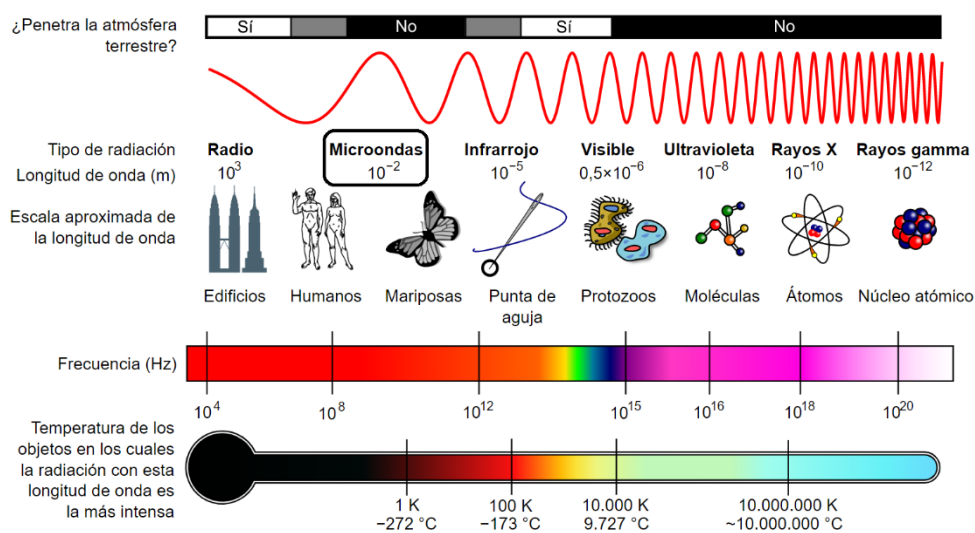 ¿Penetra la atmósfera
terrestre?
Sí No Sí No
Tipo de radiación
Longitud de onda (m)
Radio Microondas Infrarrojo Visible Ultravioleta Rayos X Rayos gamma
10³ 10⁻² 10⁻⁵ 0,5×10⁻⁶ 10⁻⁸ 10⁻¹⁰ 10⁻¹²
Escala aproximada de
la longitud de onda
Edificios Humanos Mariposas Punta de Protozoos Moléculas Átomos Núcleo atómico
aguja
Frecuencia (Hz)
10⁴ 10⁸ 10¹² 10¹⁵ 10¹⁶ 10¹⁸ 10²⁰
Temperatura de los
objetos en los cuales
la radiación con esta
longitud de onda es
la más intensa
1 K 100 K 10.000 K 10.000.000 K
−272 °C −173 °C 9.727 °C ~10.000.000 °C